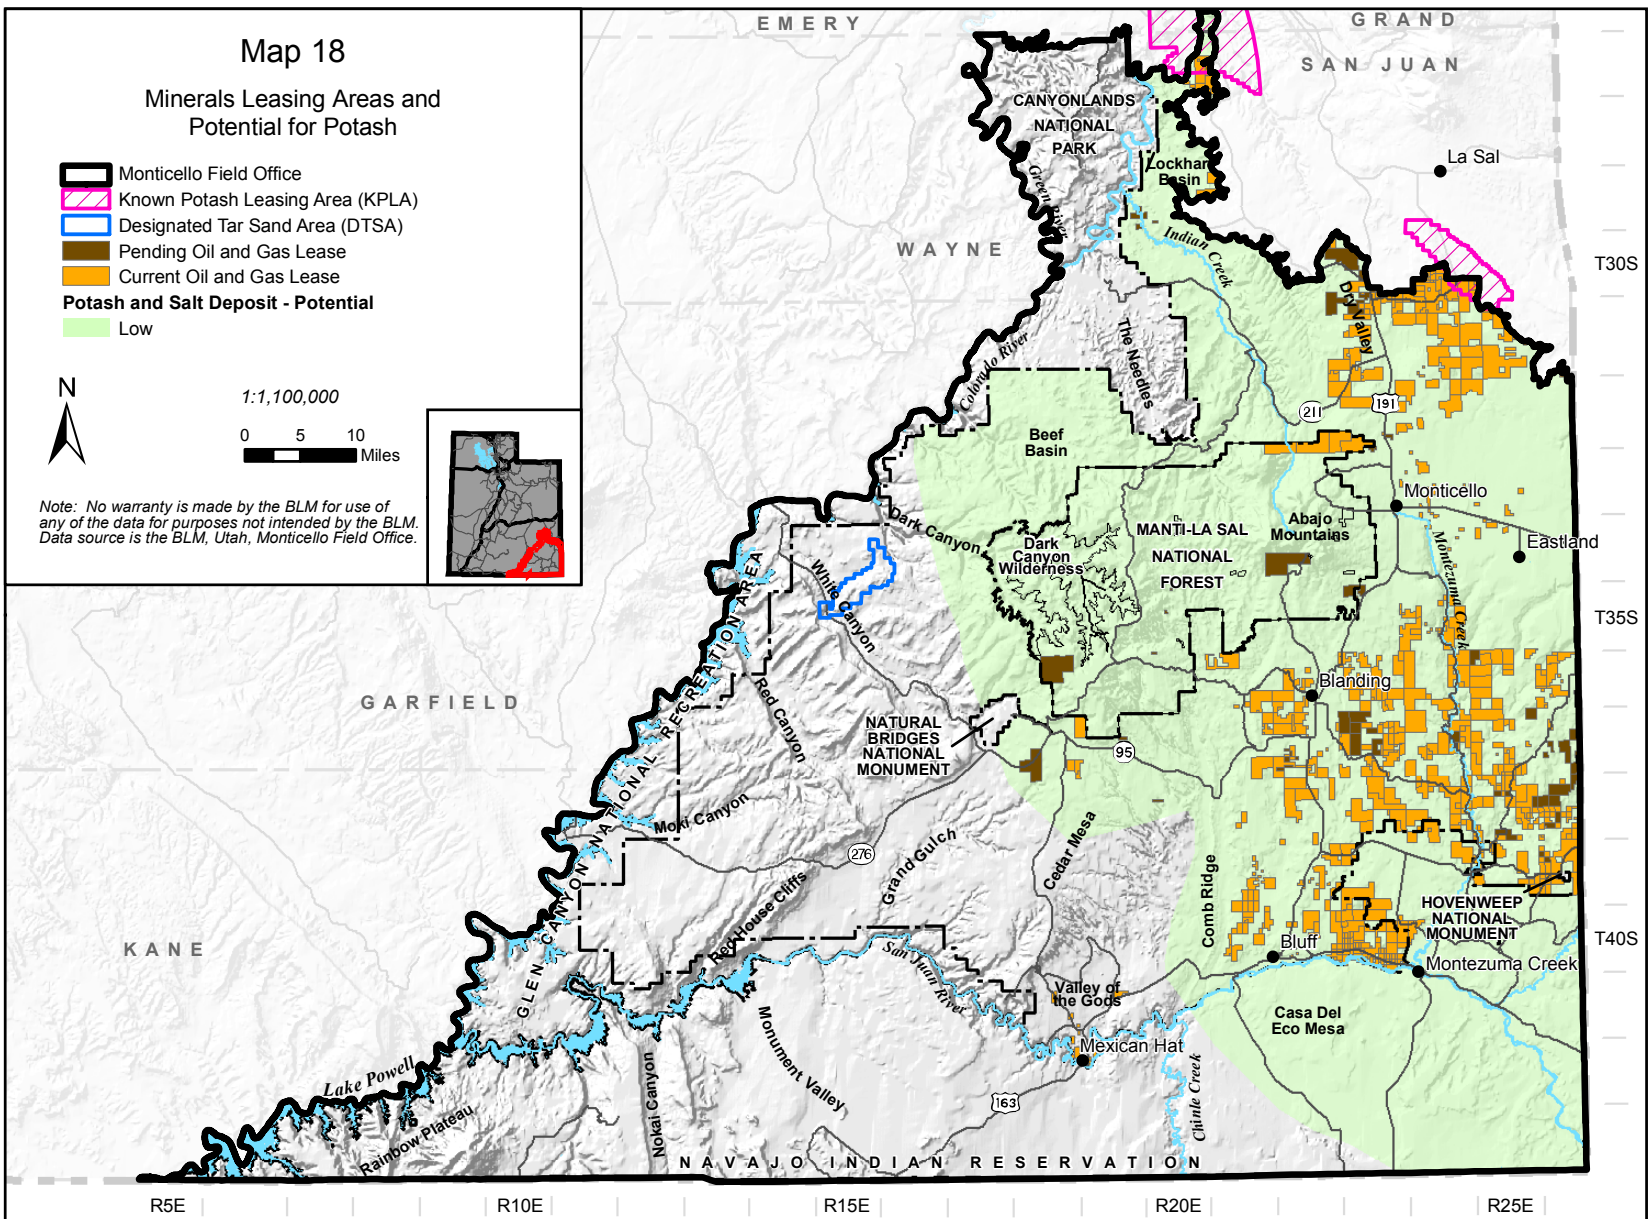 Map 18
Minerals Leasing Areas and
Potential for Potash
Monticello Field Office
Known Potash Leasing Area (KPLA)
Designated Tar Sand Area (DTSA)
Pending Oil and Gas Lease
Current Oil and Gas Lease
Potash and Salt Deposit - Potential
Low
N
1:1,100,000
0 5 10
Miles
Note: No warranty is made by the BLM for use of
any of the data for purposes not intended by the BLM.
Data source is the BLM, Utah, Monticello Field Office.
EMERY
GRAND
SAN JUAN
CANYONLANDS
NATIONAL
PARK
Lockhart
Basin
La Sal
Green River
WAYNE
Indian Creek
T30S
Dry Valley
The Needles
Colorado River
211
191
Beef
Basin
Monticello
Dark Canyon
Dark
Canyon
Wilderness
MANTI-LA SAL
NATIONAL
FOREST
Abajo
Mountains
Eastland
White Canyon
Montezuma Creek
T35S
GARFIELD
Blanding
Red Canyon
NATURAL
BRIDGES
NATIONAL
MONUMENT
95
Moki Canyon
276
Grand Gulch
Cedar Mesa
Comb Ridge
Red House Cliffs
HOVENWEEP
NATIONAL
MONUMENT
KANE
GLEN CANYON NATIONAL RECREATION AREA
San Juan River
Bluff
T40S
Montezuma Creek
Valley of
the Gods
Casa Del
Eco Mesa
Mexican Hat
Monument Valley
Lake Powell
Nokai Canyon
163
Chinle Creek
Rainbow Plateau
NAVAJO INDIAN RESERVATION
R5E R10E R15E R20E R25E